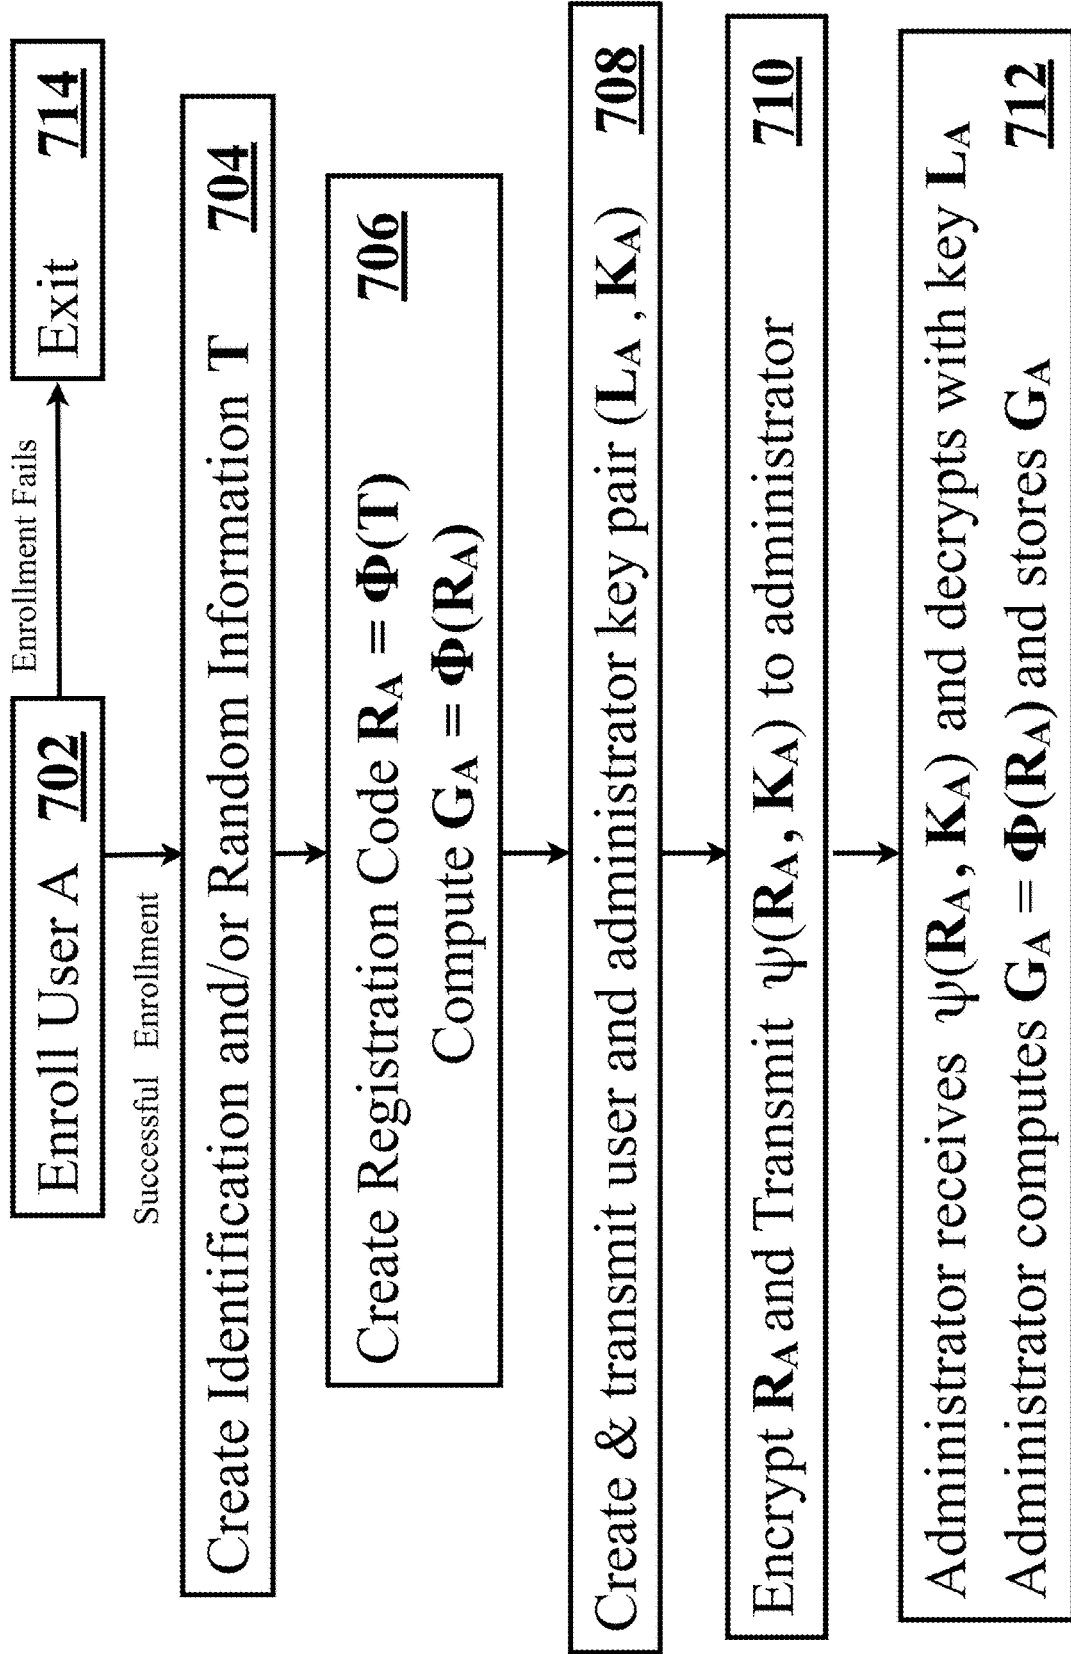 Enroll User A 702
Enrollment Fails
Exit 714
Successful Enrollment
Create Identification and/or Random Information T 704
Create Registration Code R_A = Φ(T) 706
Compute G_A = Φ(R_A)
Create & transmit user and administrator key pair (L_A , K_A) 708
Encrypt R_A and Transmit ψ(R_A, K_A) to administrator 710
Administrator receives ψ(R_A, K_A) and decrypts with key L_A
Administrator computes G_A = Φ(R_A) and stores G_A 712